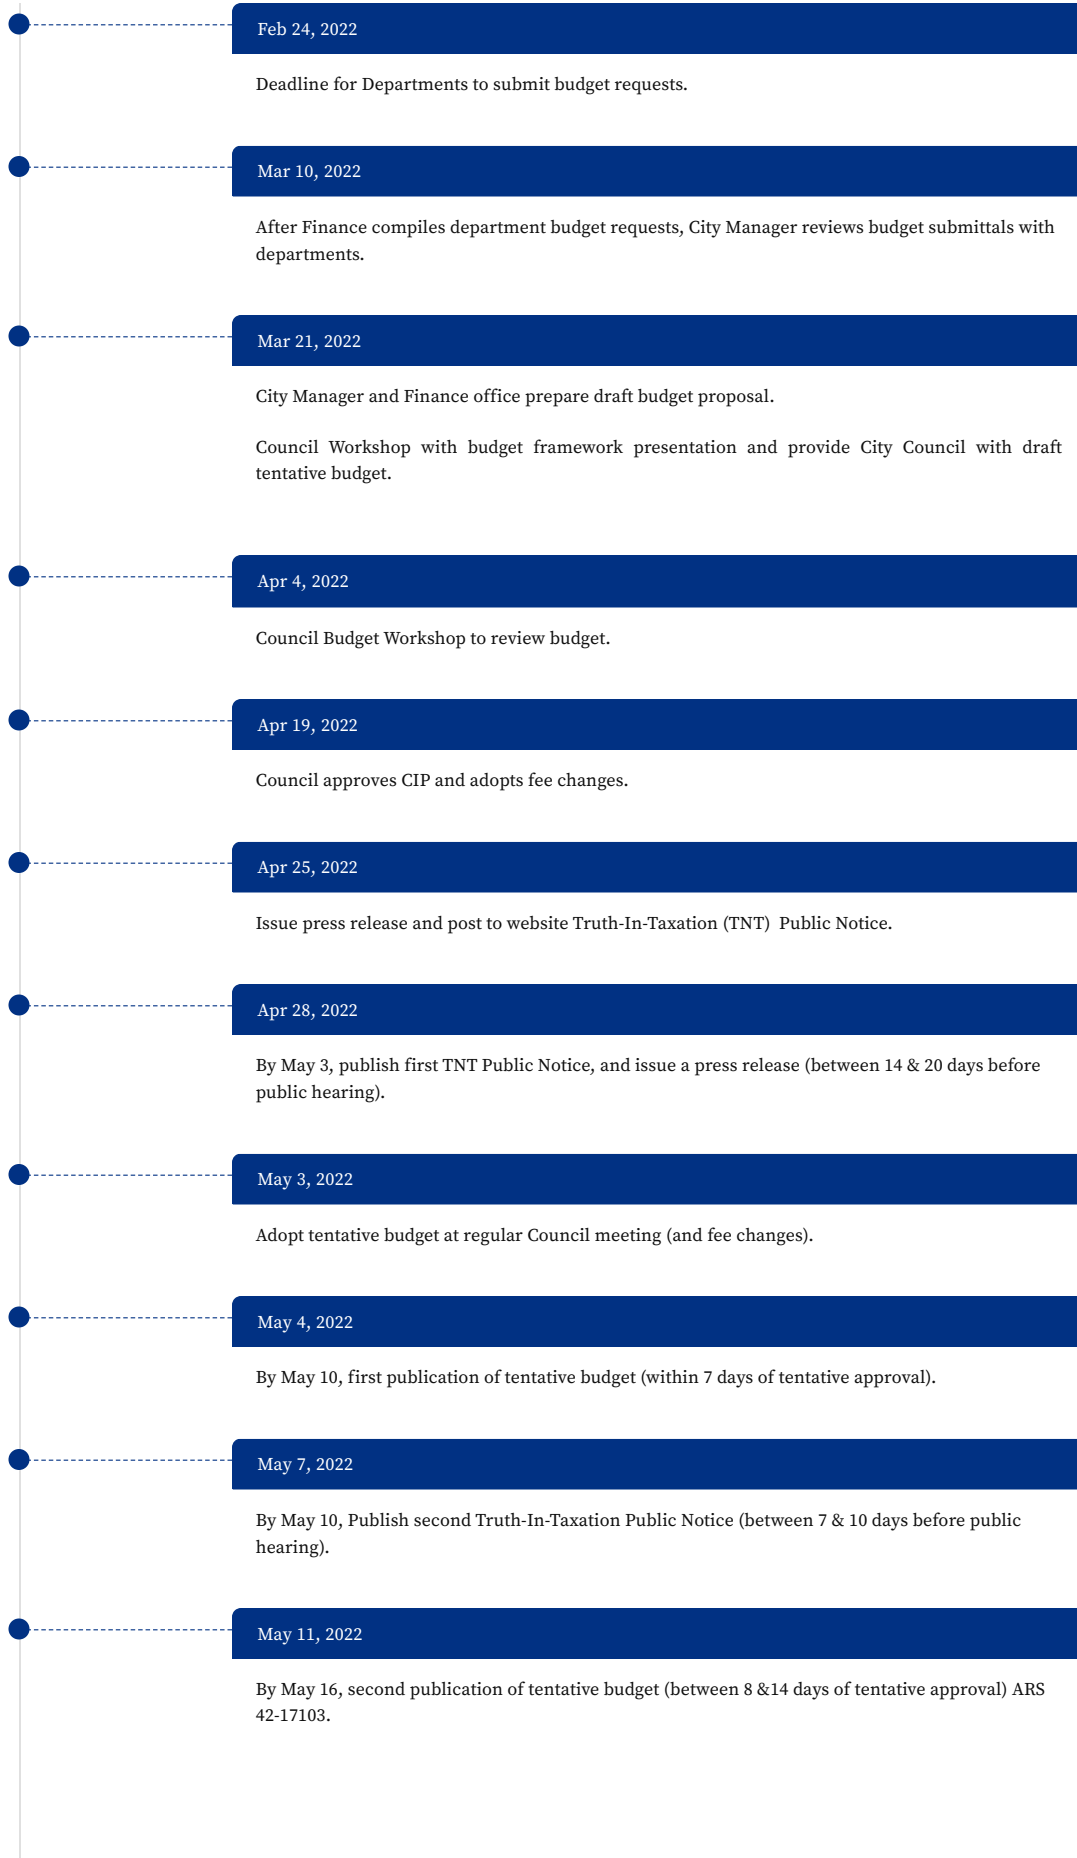 Feb 24, 2022
Deadline for Departments to submit budget requests.
Mar 10, 2022
After Finance compiles department budget requests, City Manager reviews budget submittals with
departments.
Mar 21, 2022
City Manager and Finance office prepare draft budget proposal.
Council Workshop with budget framework presentation and provide City Council with draft
tentative budget.
Apr 4, 2022
Council Budget Workshop to review budget.
Apr 19, 2022
Council approves CIP and adopts fee changes.
Apr 25, 2022
Issue press release and post to website Truth-In-Taxation (TNT)  Public Notice.
Apr 28, 2022
By May 3, publish first TNT Public Notice, and issue a press release (between 14 & 20 days before
public hearing).
May 3, 2022
Adopt tentative budget at regular Council meeting (and fee changes).
May 4, 2022
By May 10, first publication of tentative budget (within 7 days of tentative approval).
May 7, 2022
By May 10, Publish second Truth-In-Taxation Public Notice (between 7 & 10 days before public
hearing).
May 11, 2022
By May 16, second publication of tentative budget (between 8 &14 days of tentative approval) ARS
42-17103.